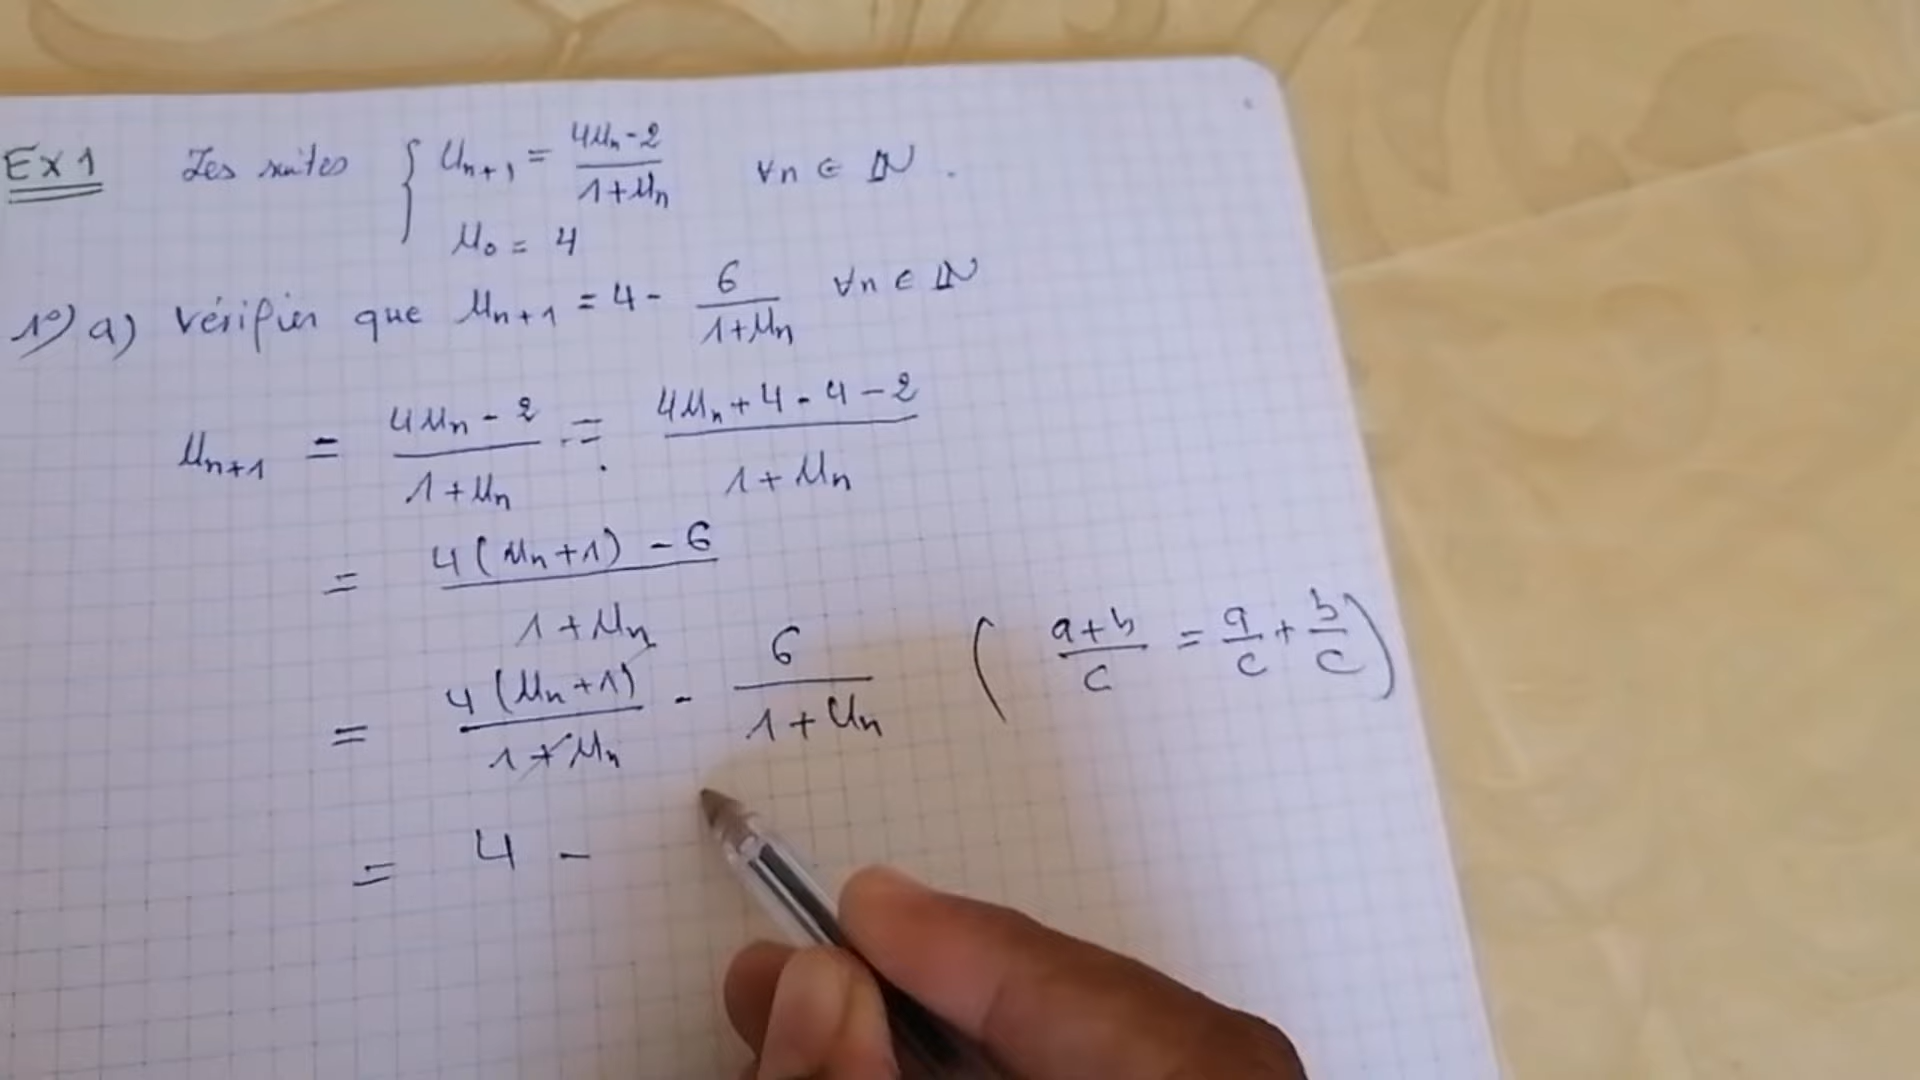 Ex1 Les suites { Un+1 = (4Un - 2)/(1+Un) ∀n ∈ ℕ.
U0 = 4
1°) a) vérifier que Un+1 = 4 - 6/(1+Un) ∀n ∈ ℕ
Un+1 = (4Un - 2)/(1+Un) = (4Un + 4 - 4 - 2)/(1+Un)
= (4(Un+1) - 6)/(1+Un)
= 4(Un+1)/(1+Un) - 6/(1+Un) ( (a+b)/c = a/c + b/c )
= 4 -